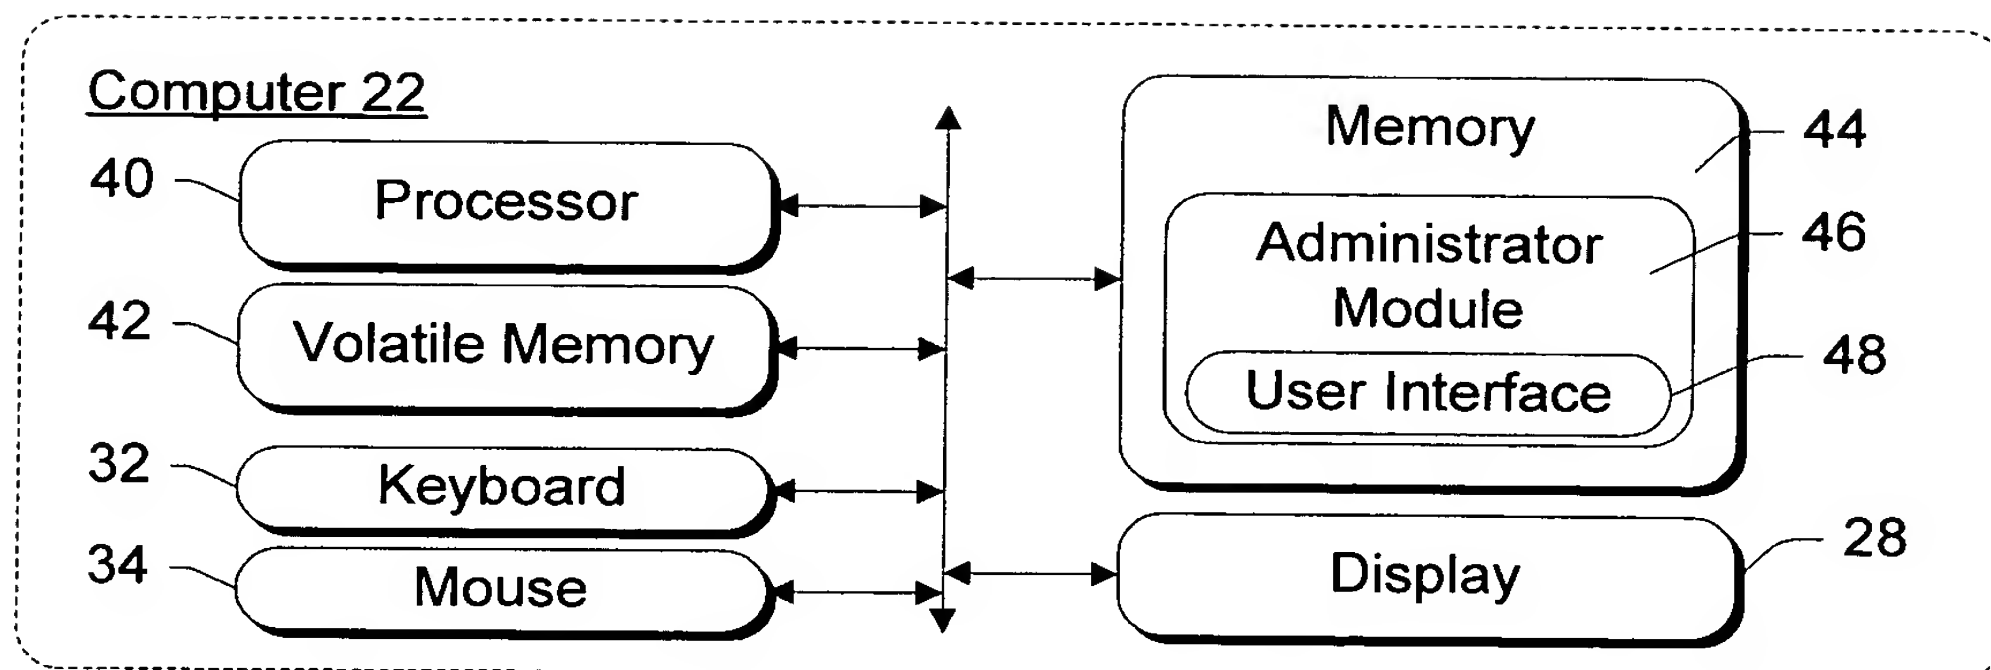 Computer 22
40
Processor
42
Volatile Memory
32
Keyboard
34
Mouse
Memory
44
Administrator
Module
46
User Interface
48
Display
28